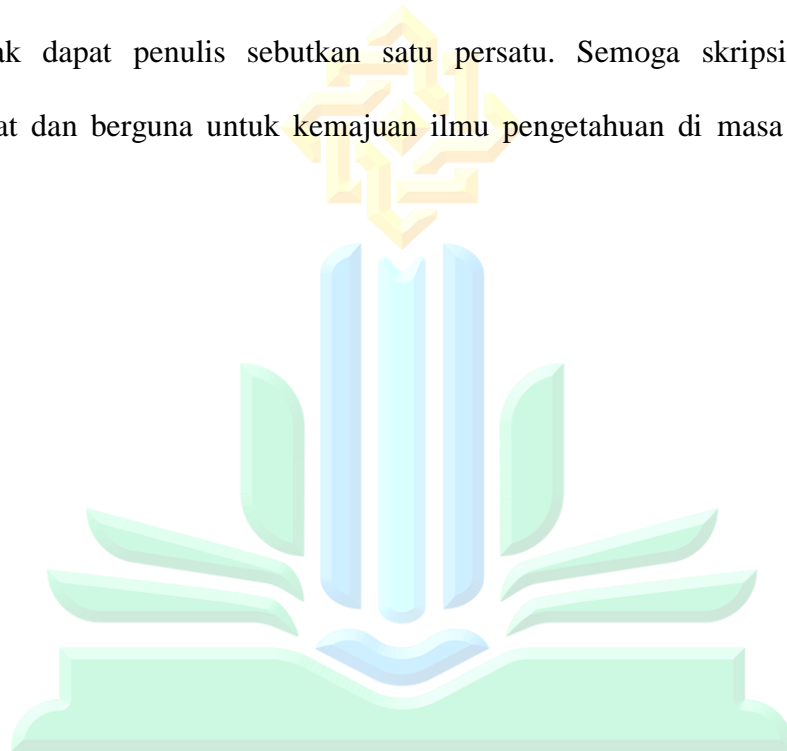 ak dapat penulis sebutkan satu persatu. Semoga skripsi
at dan berguna untuk kemajuan ilmu pengetahuan di masa